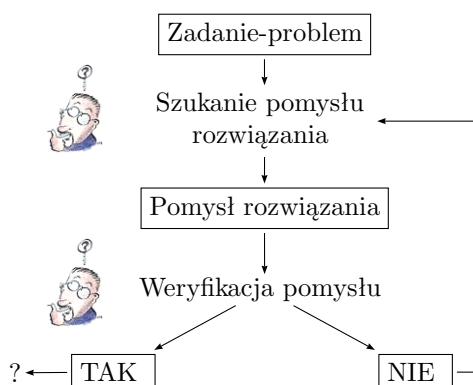 Zadanie-problem
?
Szukanie pomysłu
rozwiązania
Pomysł rozwiązania
?
Weryfikacja pomysłu
? TAK NIE